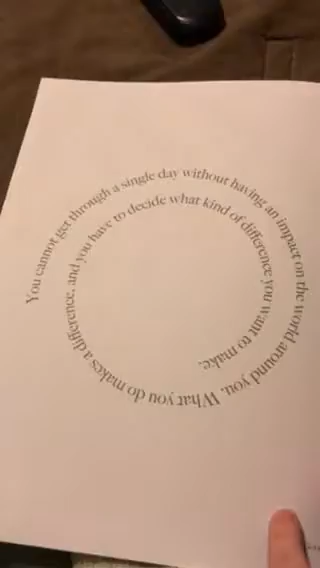 You cannot get through a single day without having an impact on the world around you. What you do makes a difference, and you have to decide what kind of difference you want to make.